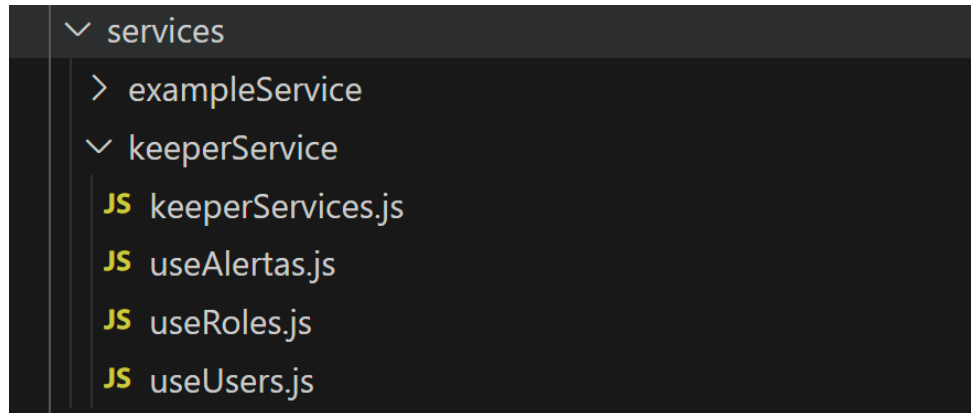 services
exampleService
keeperService
JS keeperServices.js
JS useAlertas.js
JS useRoles.js
JS useUsers.js